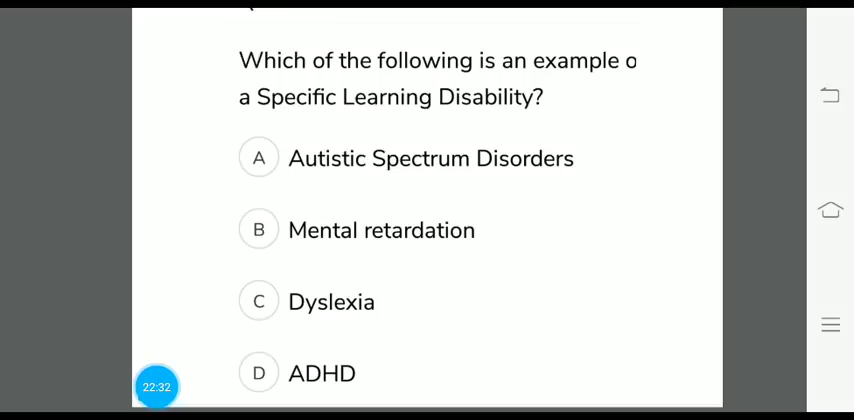 Which of the following is an example o
a Specific Learning Disability?
A Autistic Spectrum Disorders
B Mental retardation
C Dyslexia
D ADHD
22:32